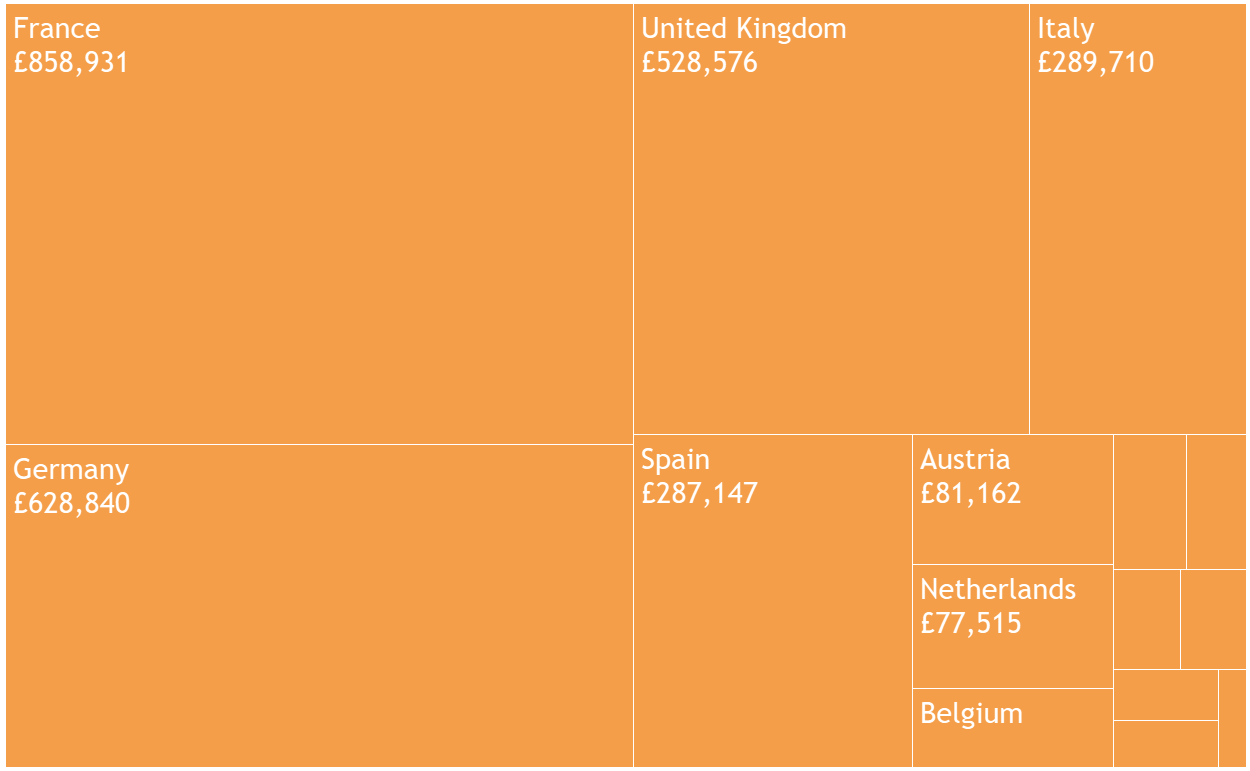 France
£858,931
United Kingdom
£528,576
Italy
£289,710
Germany
£628,840
Spain
£287,147
Austria
£81,162
Netherlands
£77,515
Belgium